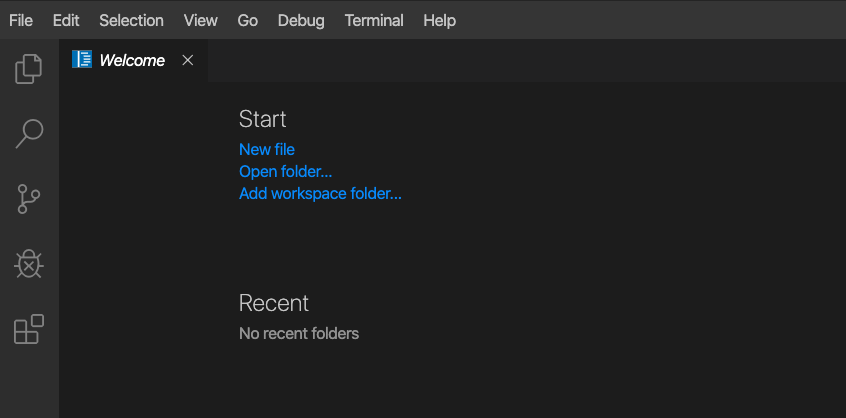 File Edit Selection View Go Debug Terminal Help
Welcome
Start
New file
Open folder...
Add workspace folder...
Recent
No recent folders